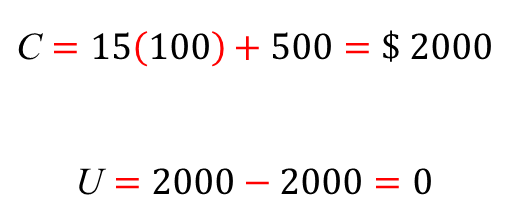 C = 15(100) + 500 = $ 2000
U = 2000 − 2000 = 0